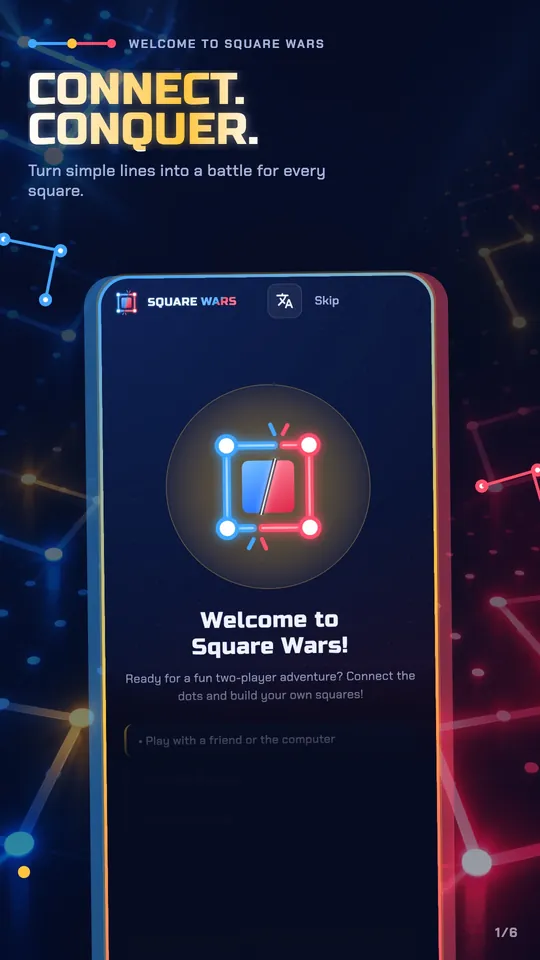 WELCOME TO SQUARE WARS
CONNECT.
CONQUER.
Turn simple lines into a battle for every
square.
SQUARE WARS
Skip
Welcome to
Square Wars!
Ready for a fun two-player adventure? Connect the
dots and build your own squares!
• Play with a friend or the computer
1/6